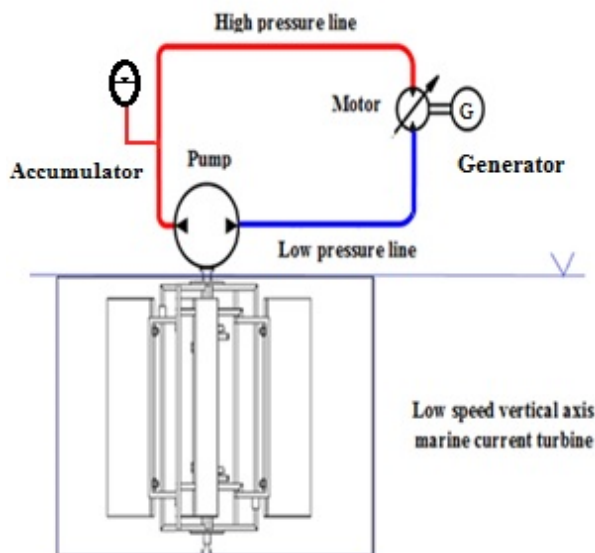 High pressure line
Motor
G
Accumulator
Pump
Generator
Low pressure line
Low speed vertical axis
marine current turbine